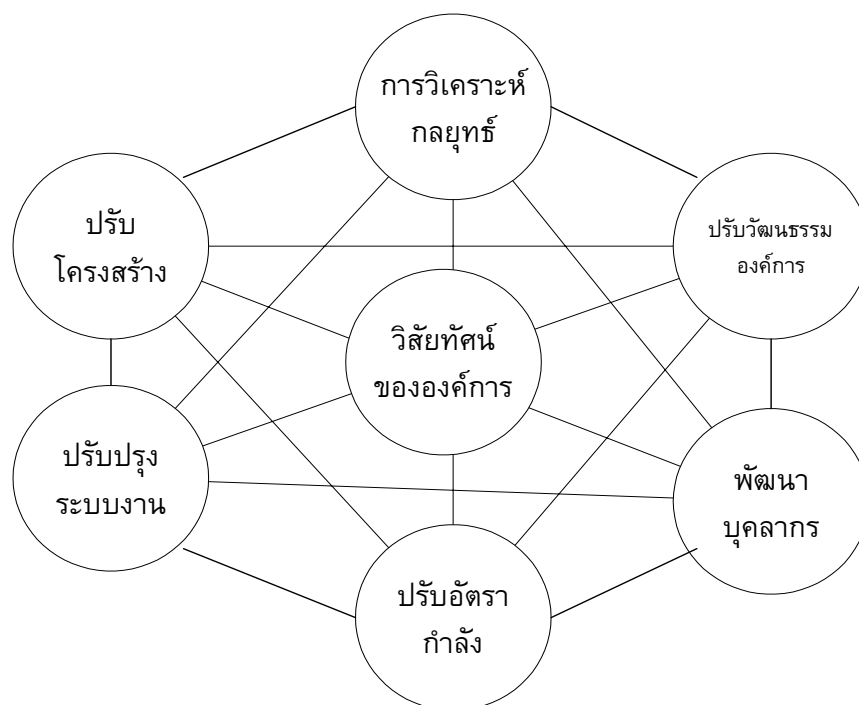 การวิเคราะห์
กลยุทธ์
ปรับ
โครงสร้าง
ปรับวัฒนธรรม
องค์การ
วิสัยทัศน์
ขององค์การ
ปรับปรุง
ระบบงาน
พัฒนา
บุคลากร
ปรับอัตรา
กำลัง